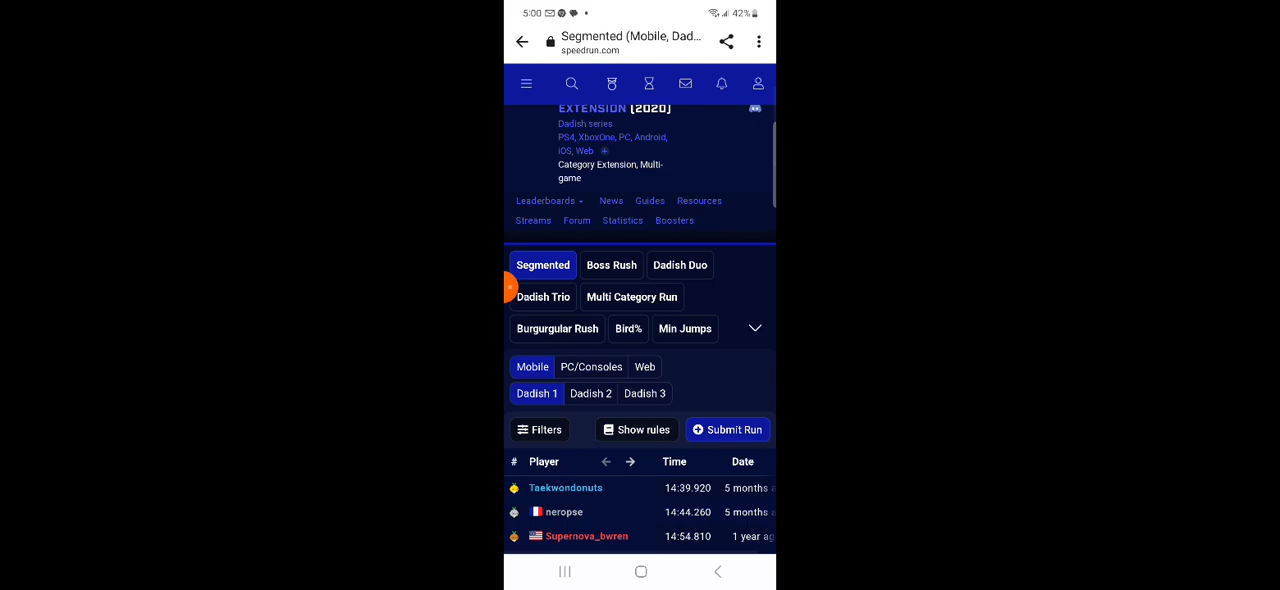 5:00 42%
Segmented (Mobile, Dad...
speedrun.com
EXTENSION [2020]
Dadish series
PS4, XboxOne, PC, Android,
iOS, Web +
Category Extension, Multi-
game
Leaderboards News Guides Resources
Streams Forum Statistics Boosters
Segmented Boss Rush Dadish Duo
Dadish Trio Multi Category Run
Burgurgular Rush Bird% Min Jumps
Mobile PC/Consoles Web
Dadish 1 Dadish 2 Dadish 3
Filters Show rules Submit Run
# Player ← → Time Date
Taekwondonuts 14:39.920 5 months a
neropse 14:44.260 5 months a
Supernova_bwren 14:54.810 1 year ag